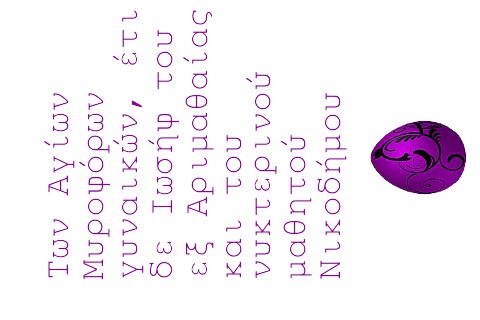 Των Αγίων
Μυροφόρων
γυναικών, έτι
δε Ιωσήφ του
εξ Αριμαθαίας
και του
νυκτερινού
μαθητού
Νικοδήμου